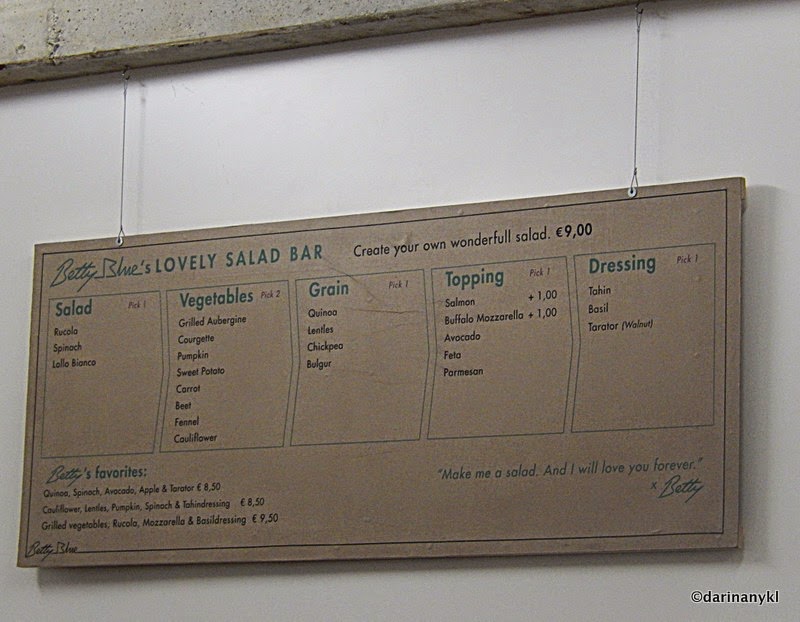 Betty Blue's LOVELY SALAD BAR Create your own wonderfull salad. €9,00
Salad Pick 1
Rucola
Spinach
Lollo Bianco
Vegetables Pick 2
Grilled Aubergine
Courgette
Pumpkin
Sweet Potato
Carrot
Beet
Fennel
Cauliflower
Grain Pick 1
Quinoa
Lentles
Chickpea
Bulgur
Topping Pick 1
Salmon + 1,00
Buffalo Mozzarella + 1,00
Avocado
Feta
Parmesan
Dressing Pick 1
Tahin
Basil
Tarator (Walnut)
Betty's favorites:
Quinoa, Spinach, Avocado, Apple & Tarator € 8,50
Cauliflower, Lentles, Pumpkin, Spinach & Tahindressing € 8,50
Grilled vegetables, Rucola, Mozzarella & Basildressing € 9,50
"Make me a salad. And I will love you forever."
x Betty
Betty Blue
©darinanykl